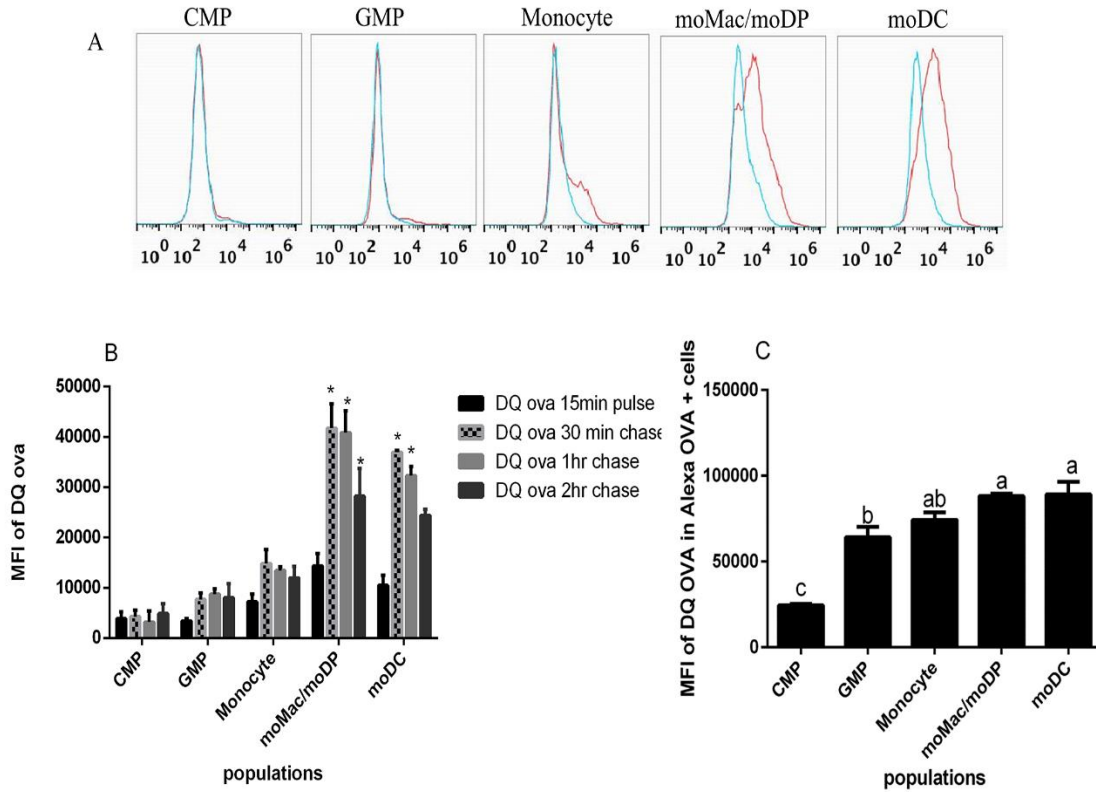 CMP GMP Monocyte moMac/moDP moDC
A
10^0 10^2 10^4 10^6 10^0 10^2 10^4 10^6 10^0 10^2 10^4 10^6 10^0 10^2 10^4 10^6 10^0 10^2 10^4 10^6
B
MFI of DQ ova
50000
40000
30000
20000
10000
0
* * * * *
DQ ova 15min pulse
DQ ova 30 min chase
DQ ova 1hr chase
DQ ova 2hr chase
CMP GMP Monocyte moMac/moDP moDC
populations
C
MFI of DQ OVA in Alexa OVA + cells
150000
100000
50000
0
c b ab a a
CMP GMP Monocyte moMac/moDP moDC
populations